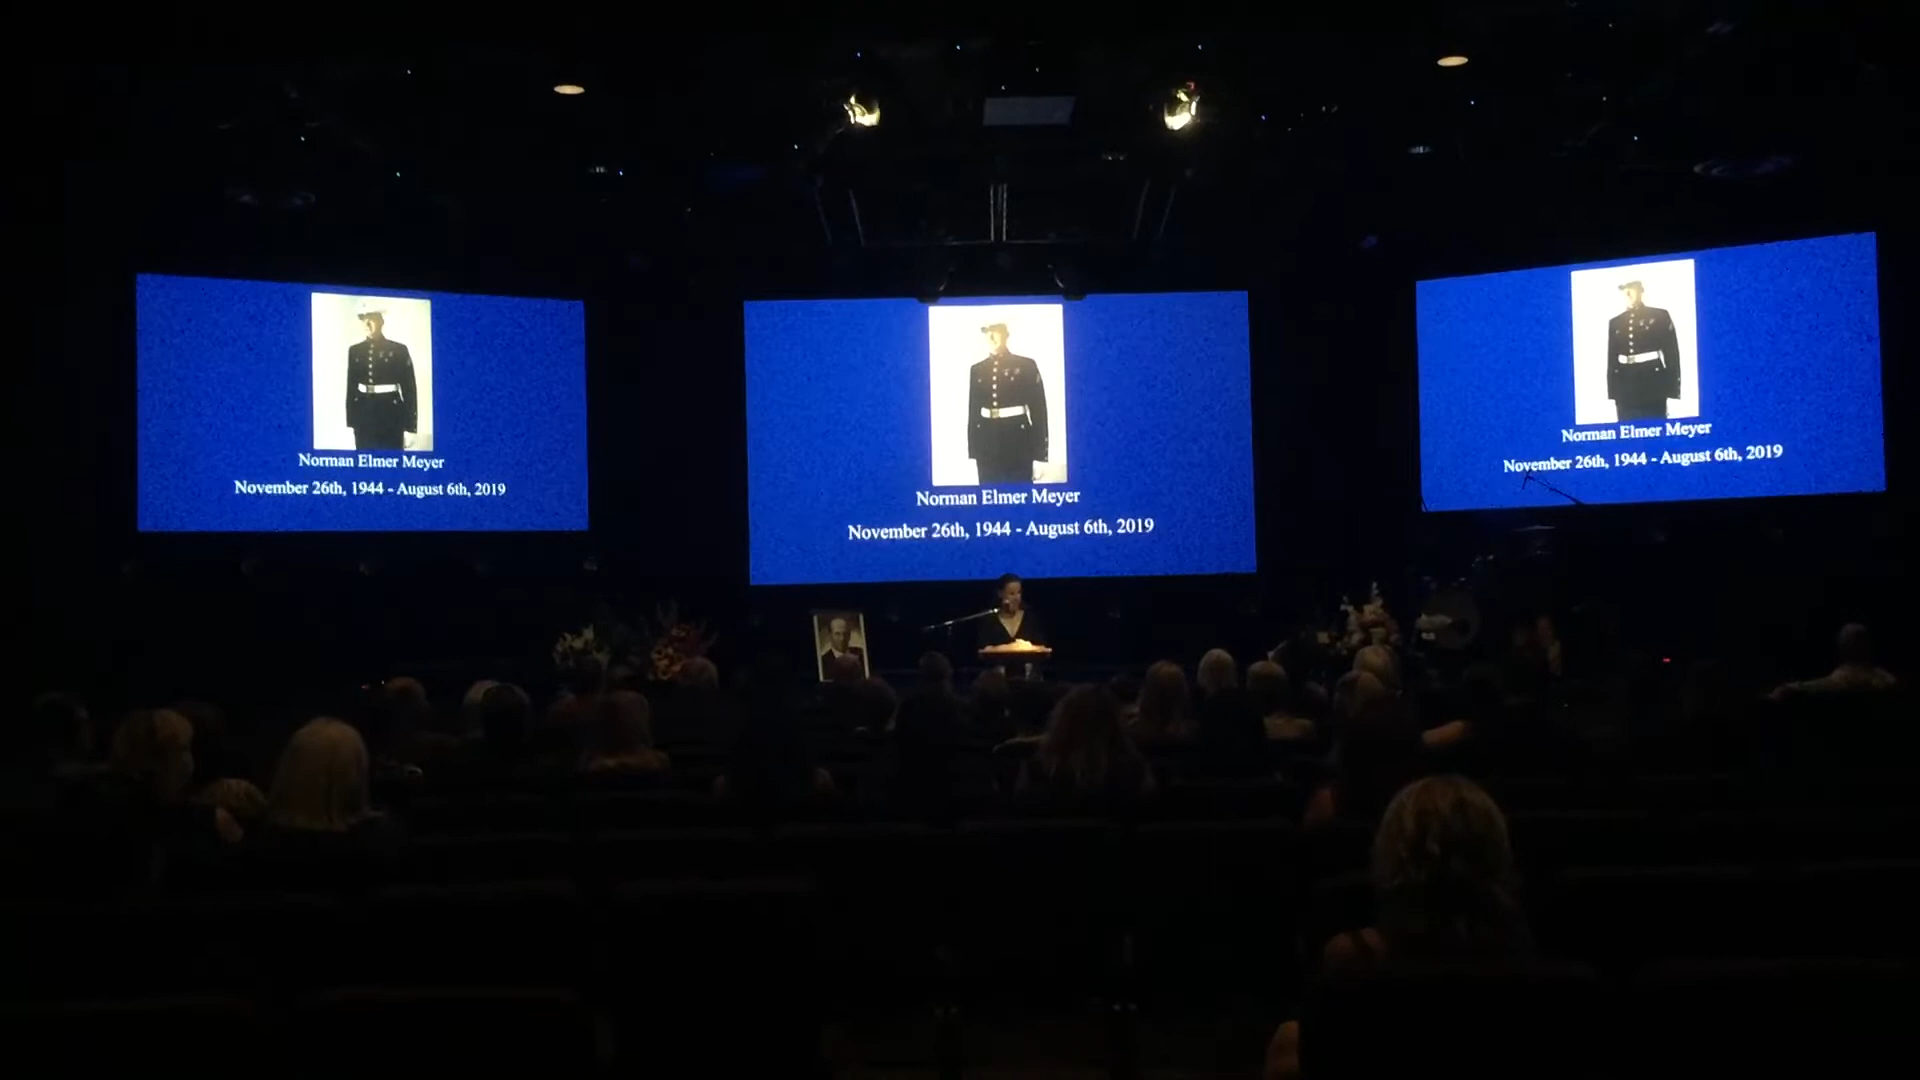 Norman Elmer Meyer
November 26th, 1944 - August 6th, 2019
Norman Elmer Meyer
November 26th, 1944 - August 6th, 2019
Norman Elmer Meyer
November 26th, 1944 - August 6th, 2019